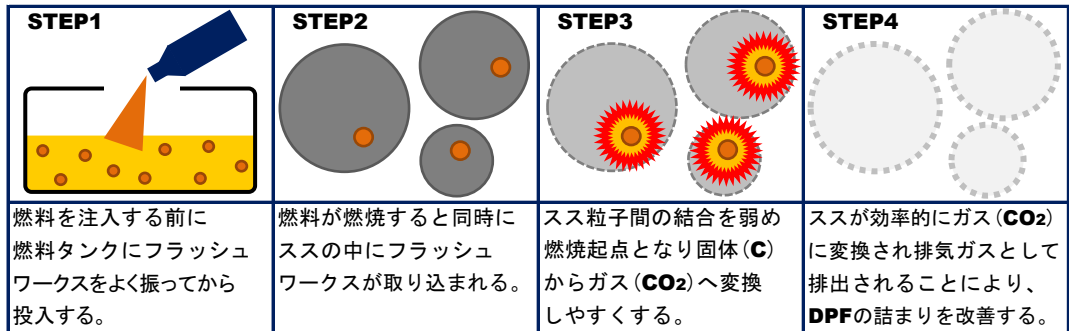 STEP1
燃料を注入する前に
燃料タンクにフラッシュ
ワークスをよく振ってから
投入する。
STEP2
燃料が燃焼すると同時に
ススの中にフラッシュ
ワークスが取り込まれる。
STEP3
スス粒子間の結合を弱め
燃焼起点となり固体(C)
からガス(CO2)へ変換
しやすくする。
STEP4
ススが効率的にガス(CO2)
に変換され排気ガスとして
排出されることにより、
DPFの詰まりを改善する。